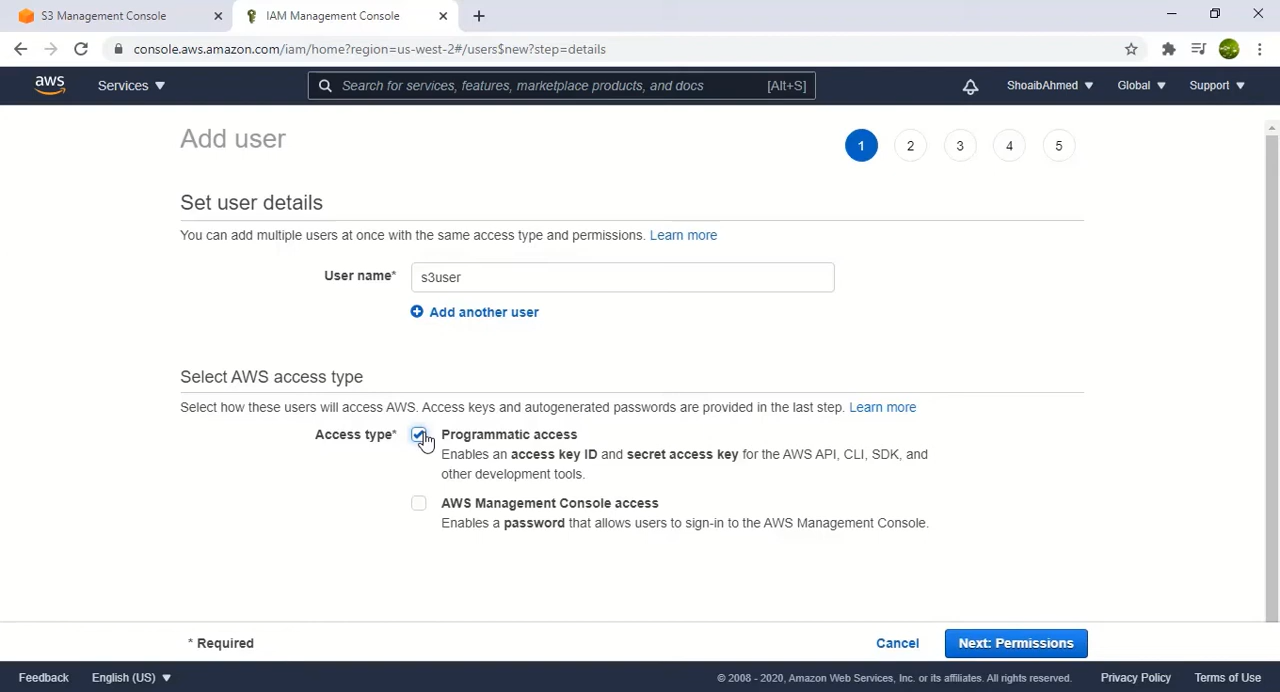 S3 Management Console
IAM Management Console
console.aws.amazon.com/iam/home?region=us-west-2#/users$new?step=details
aws
Services
Search for services, features, marketplace products, and docs [Alt+S]
ShoaibAhmed
Global
Support
Add user
1 2 3 4 5
Set user details
You can add multiple users at once with the same access type and permissions. Learn more
User name* s3user
Add another user
Select AWS access type
Select how these users will access AWS. Access keys and autogenerated passwords are provided in the last step. Learn more
Access type* Programmatic access
Enables an access key ID and secret access key for the AWS API, CLI, SDK, and
other development tools.
AWS Management Console access
Enables a password that allows users to sign-in to the AWS Management Console.
* Required
Cancel
Next: Permissions
Feedback
English (US)
© 2008 - 2020, Amazon Web Services, Inc. or its affiliates. All rights reserved.
Privacy Policy
Terms of Use